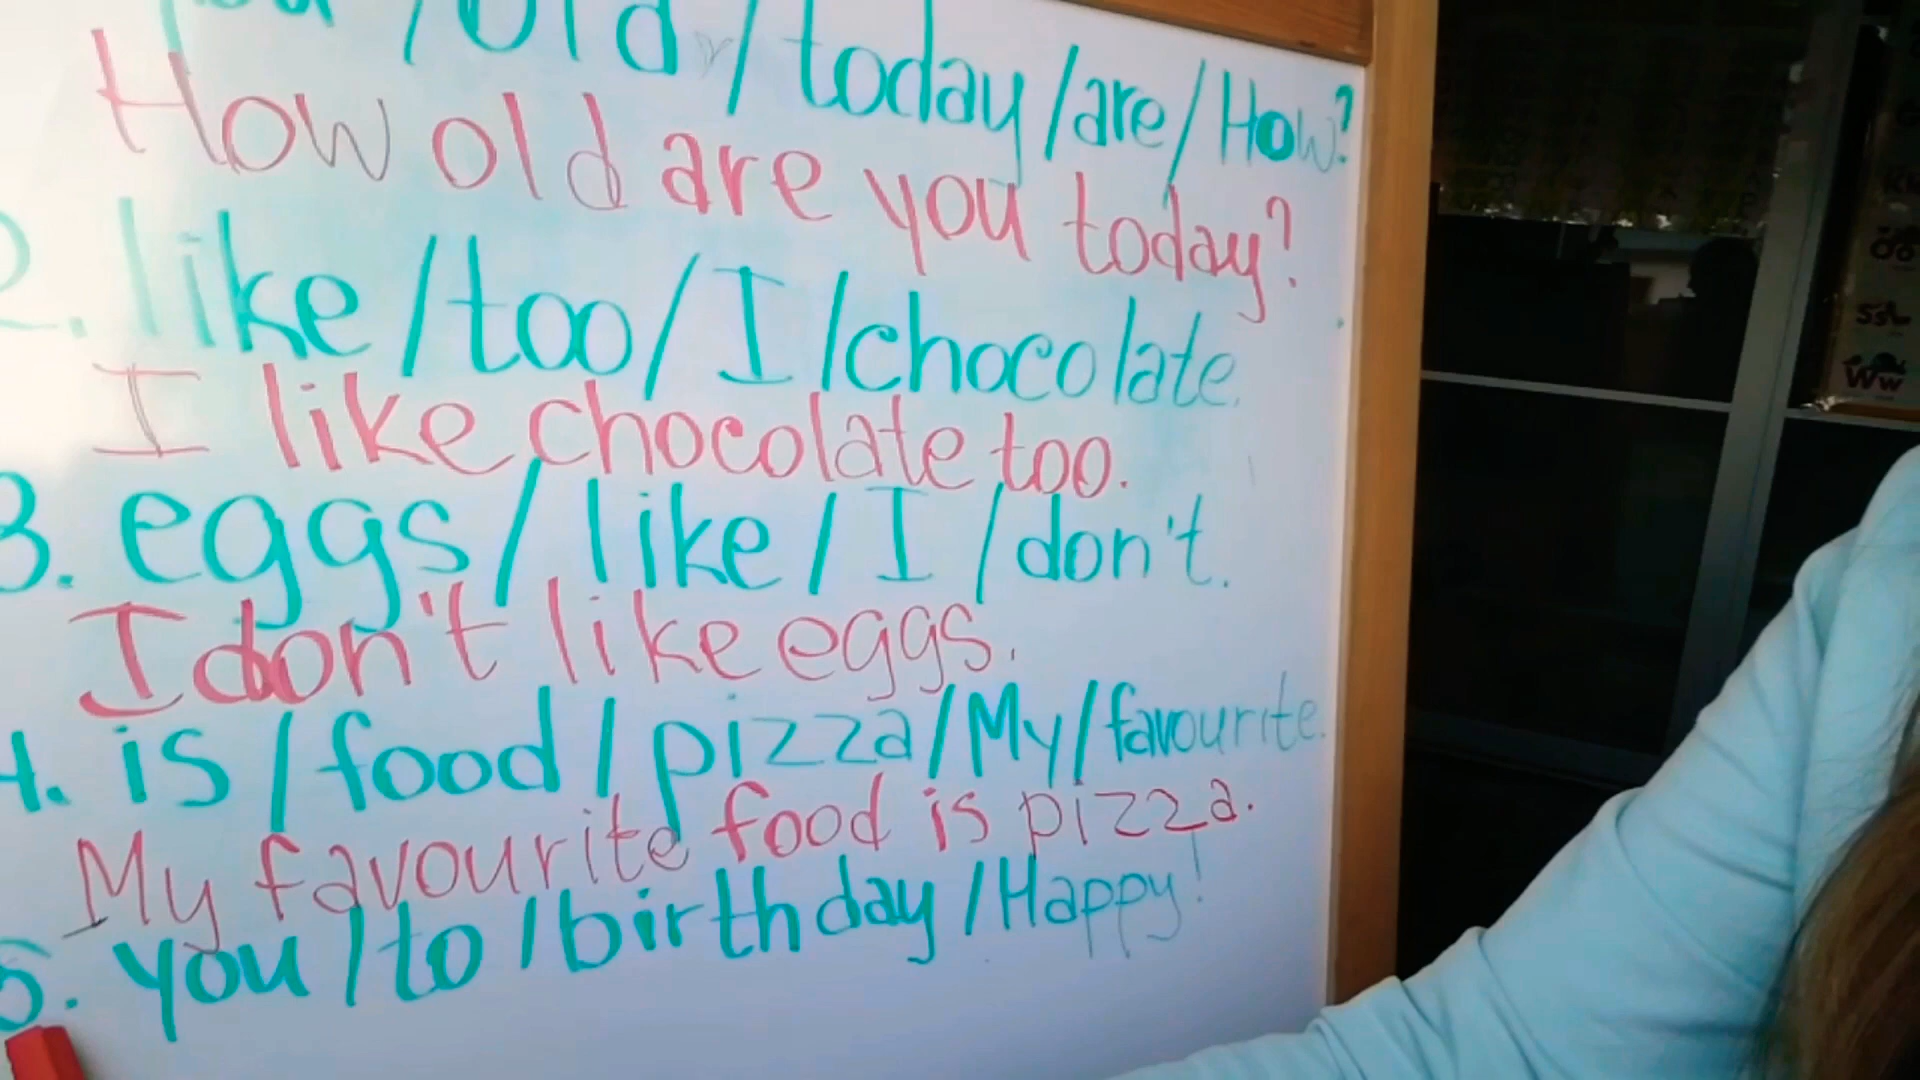 /old/today/are/How?
How old are you today?
2. like/too/I/chocolate.
I like chocolate too.
3. eggs/like/I/don't.
I don't like eggs.
4. is/food/pizza/My/favourite.
My favourite food is pizza.
5. you/to/birthday/Happy!
Ss
Ww